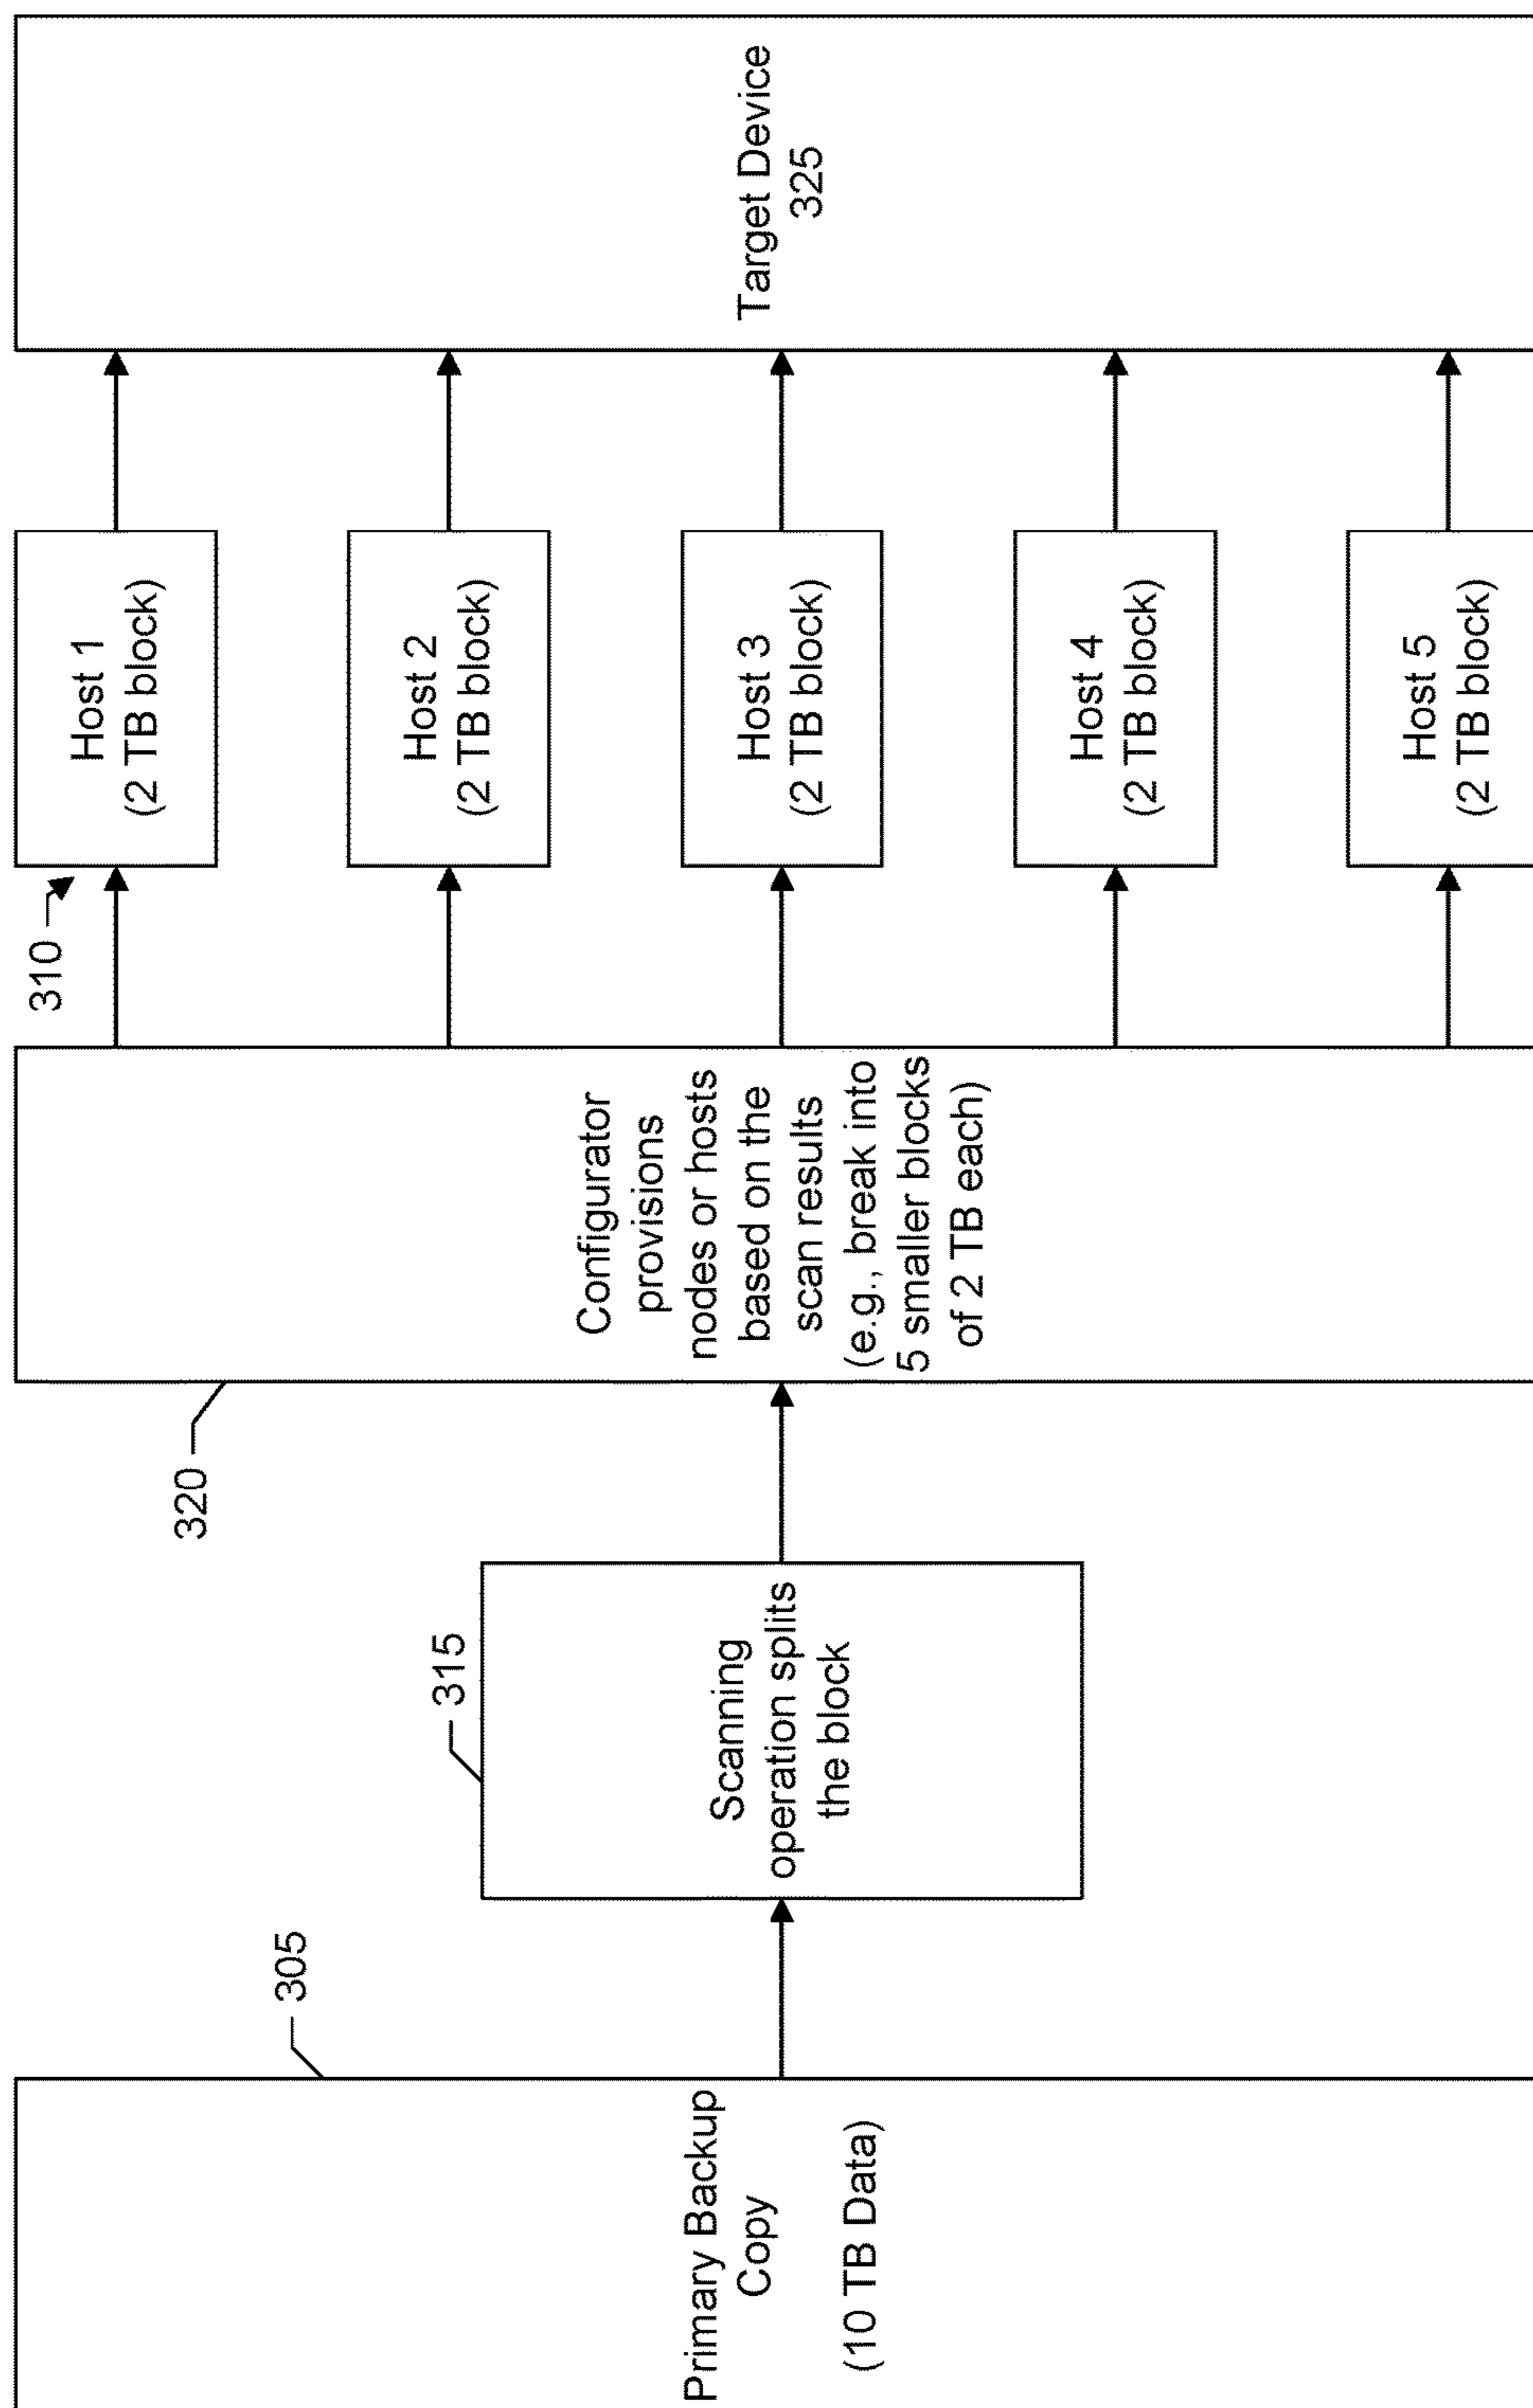 Primary Backup
Copy
(10 TB Data)
305
Scanning
operation splits
the block
315
320
Configurator
provisions
nodes or hosts
based on the
scan results
(e.g., break into
5 smaller blocks
of 2 TB each)
310
Host 1
(2 TB block)
Host 2
(2 TB block)
Host 3
(2 TB block)
Host 4
(2 TB block)
Host 5
(2 TB block)
Target Device
325